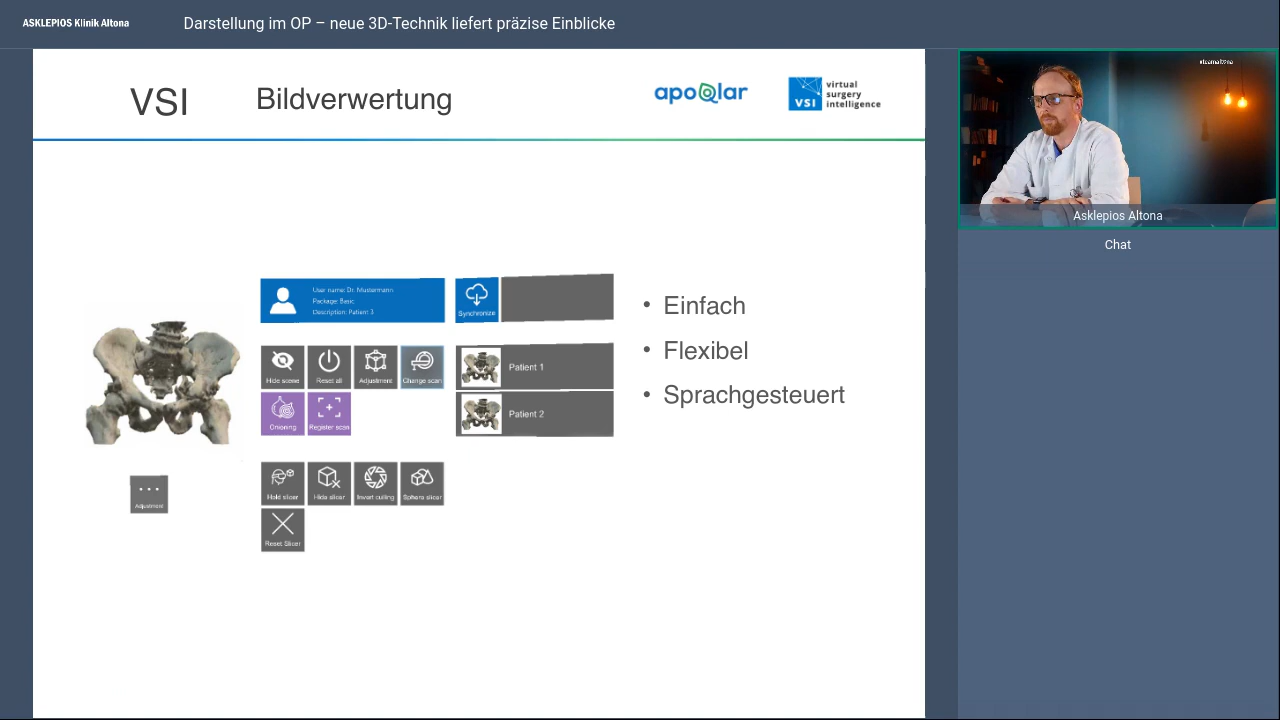 ASKLEPIOS Klinik Altona
Darstellung im OP – neue 3D-Technik liefert präzise Einblicke
VSI
Bildverwertung
apoQlar
VSI
virtual
surgery
intelligence
#teamaltona
Asklepios Altona
Chat
User name: Dr. Mustermann
Package: Basic
Description: Patient 3
Synchronize
Hide scene
Reset all
Adjustment
Change scan
Patient 1
Onioning
Register scan
Patient 2
Hold slicer
Hide slicer
Invert culling
Sphere slicer
Adjustment
Reset Slicer
• Einfach
• Flexibel
• Sprachgesteuert